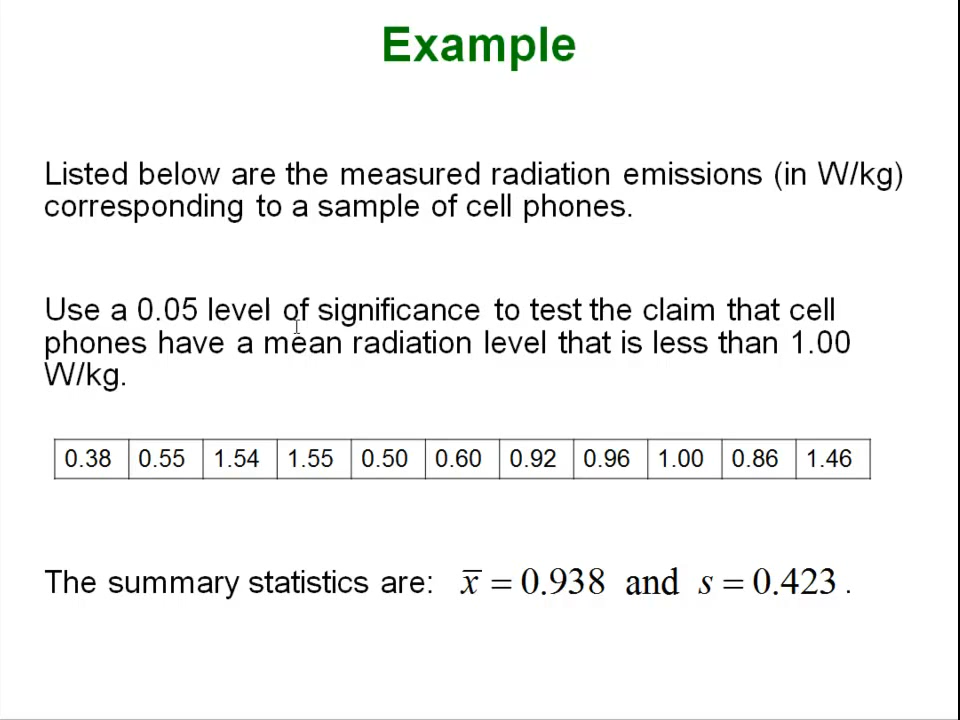 Example
Listed below are the measured radiation emissions (in W/kg)
corresponding to a sample of cell phones.
Use a 0.05 level of significance to test the claim that cell
phones have a mean radiation level that is less than 1.00
W/kg.
0.38 0.55 1.54 1.55 0.50 0.60 0.92 0.96 1.00 0.86 1.46
The summary statistics are: x̅ = 0.938 and s = 0.423 .